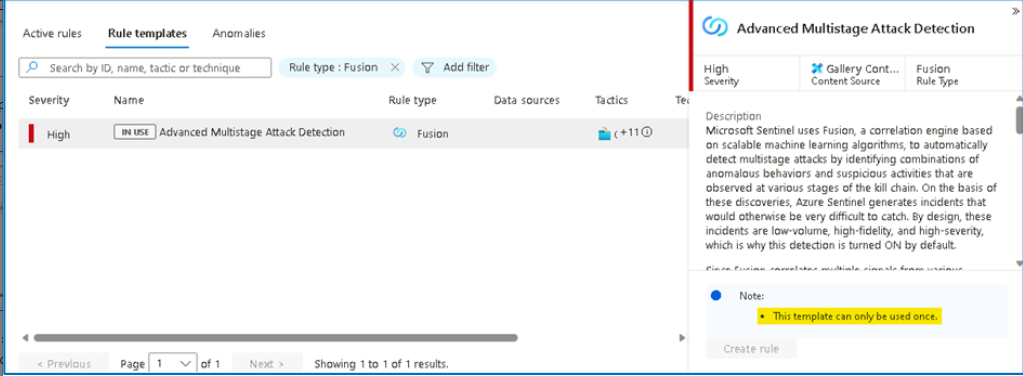 Active rules Rule templates Anomalies
Search by ID, name, tactic or technique Rule type : Fusion Add filter
Severity Name Rule type Data sources Tactics
High IN USE Advanced Multistage Attack Detection Fusion ( +11
< Previous Page 1 of 1 Next > Showing 1 to 1 of 1 results.
Advanced Multistage Attack Detection
High Gallery Cont... Fusion
Severity Content Source Rule Type
Description
Microsoft Sentinel uses Fusion, a correlation engine based
on scalable machine learning algorithms, to automatically
detect multistage attacks by identifying combinations of
anomalous behaviors and suspicious activities that are
observed at various stages of the kill chain. On the basis of
these discoveries, Azure Sentinel generates incidents that
would otherwise be very difficult to catch. By design, these
incidents are low-volume, high-fidelity, and high-severity,
which is why this detection is turned ON by default.
Since Fusion correlates multiple signals from various
Note:
• This template can only be used once.
Create rule